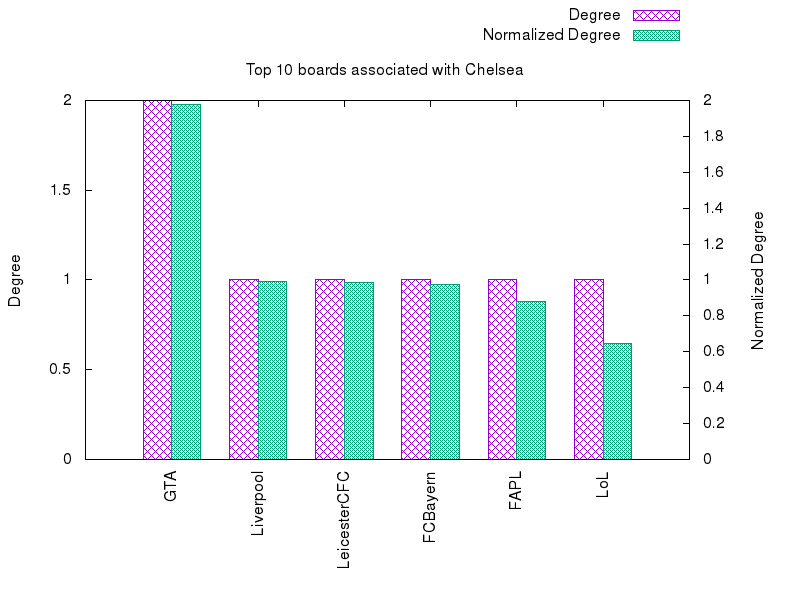 Degree
Normalized Degree
Top 10 boards associated with Chelsea
2
1.5
1
0.5
0
2
1.8
1.6
1.4
1.2
1
0.8
0.6
0.4
0.2
0
Degree
Normalized Degree
GTA
Liverpool
LeicesterCFC
FCBayern
FAPL
LoL